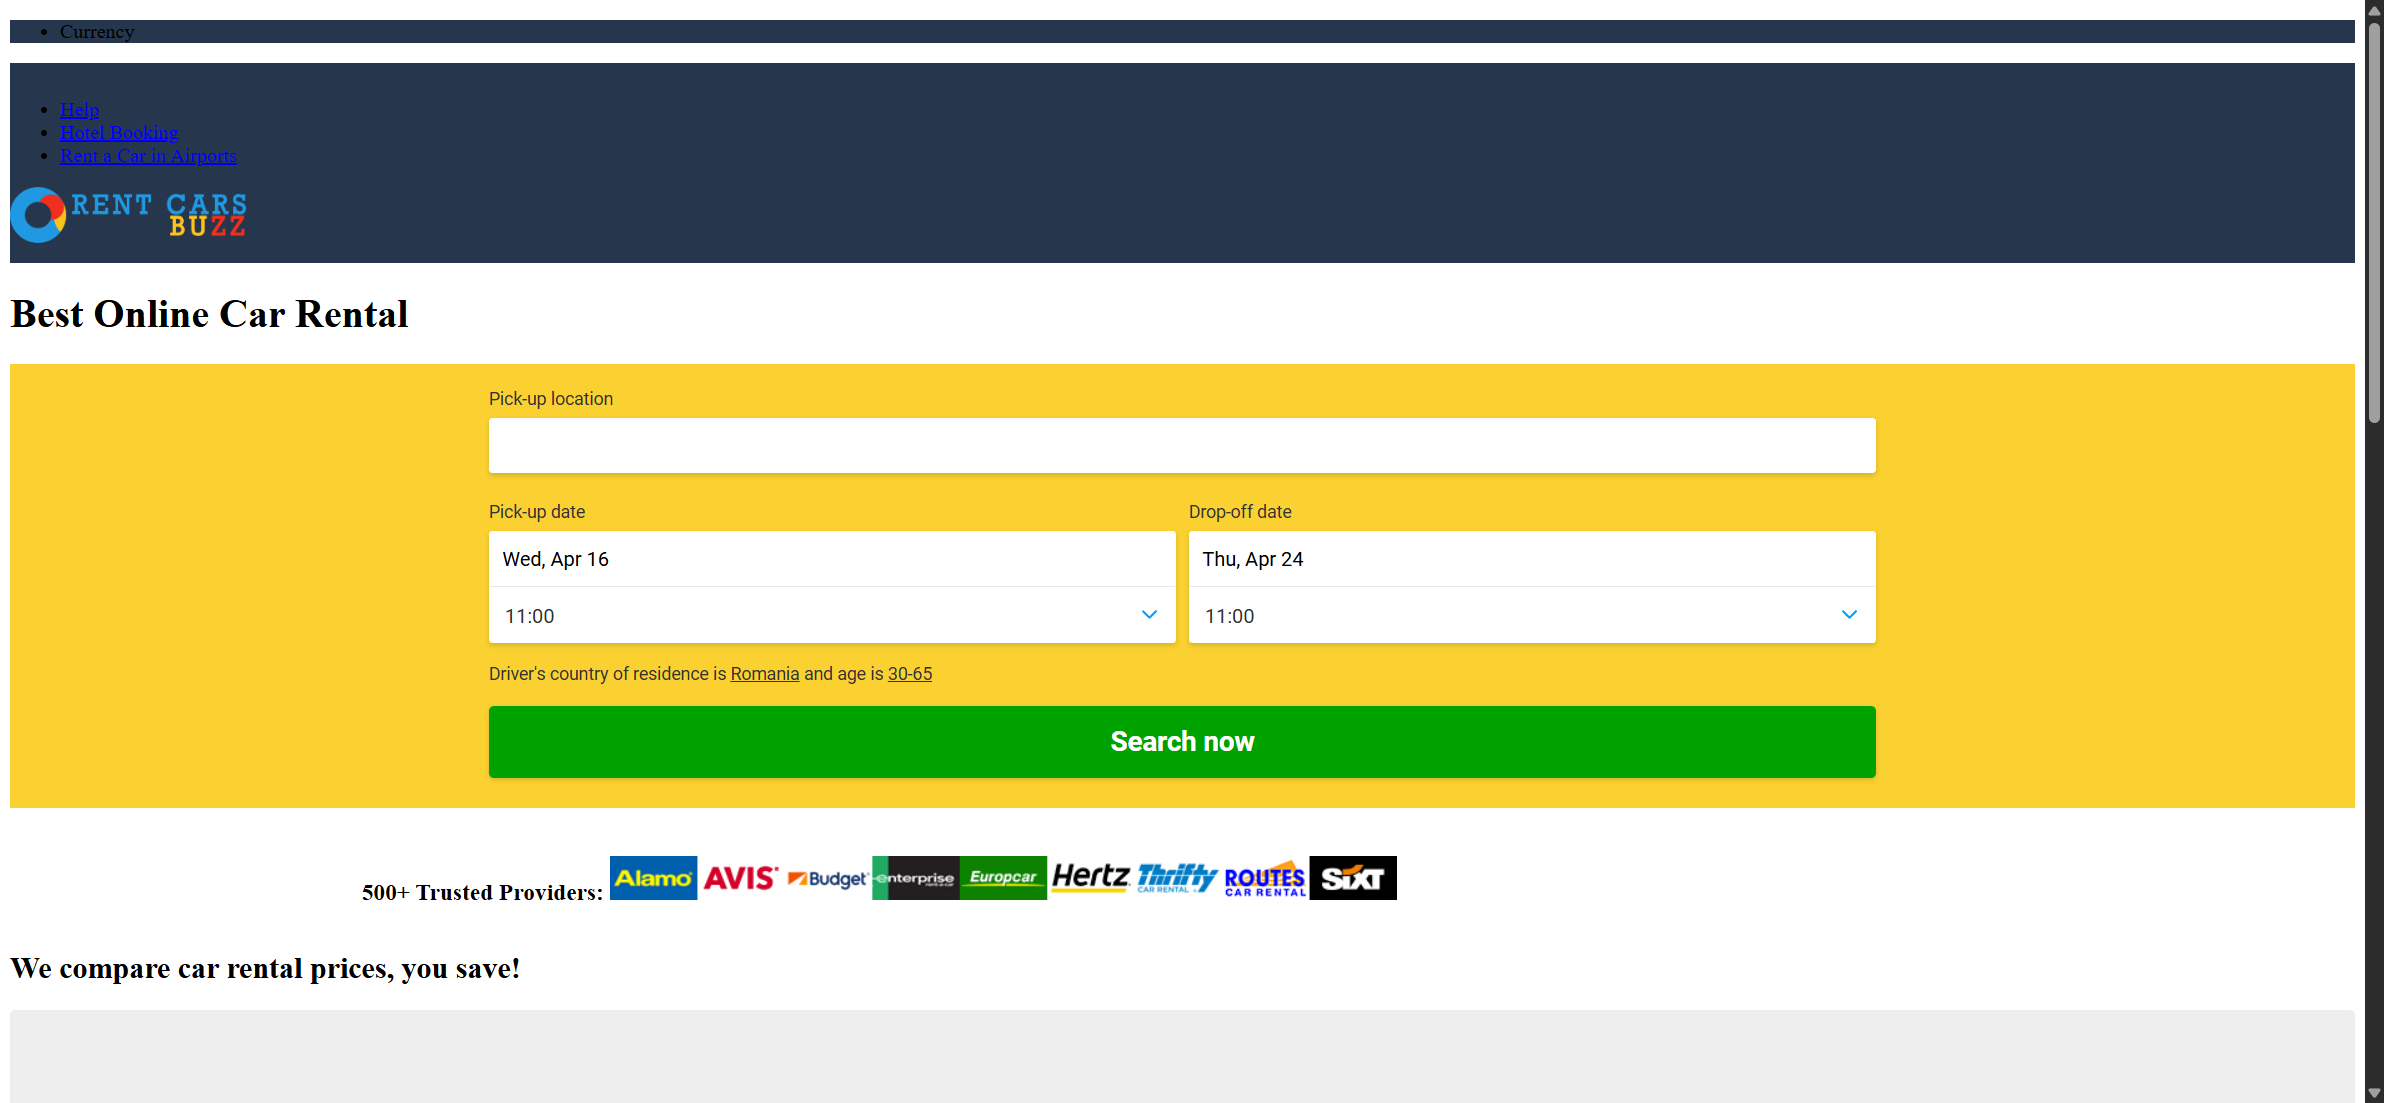 Currency
Help
Hotel Booking
Rent a Car in Airports
RENT CARS
BUZZ
Best Online Car Rental
Pick-up location
Pick-up date
Drop-off date
Wed, Apr 16
Thu, Apr 24
11:00
11:00
Driver's country of residence is Romania and age is 30-65
Search now
500+ Trusted Providers: Alamo AVIS Budget enterprise rent-a-car Europcar Hertz Thrifty CAR RENTAL ROUTES CAR RENTAL SIXT
We compare car rental prices, you save!